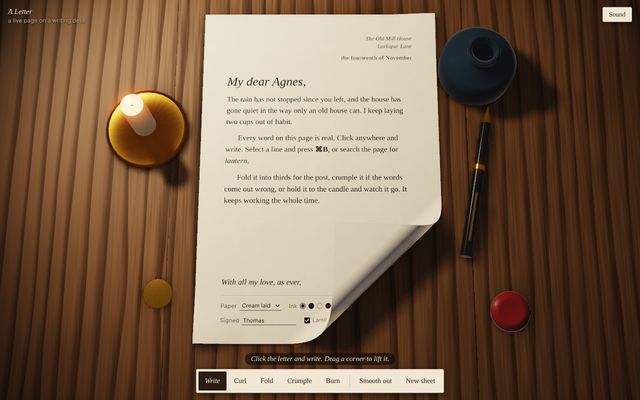 A Letter
a live page on a writing desk
Sound
The Old Mill House
Larkspur Lane
the fourteenth of November
My dear Agnes,
The rain has not stopped since you left, and the house has
gone quiet in the way only an old house can. I keep laying
two cups out of habit.
Every word on this page is real. Click anywhere and
write. Select a line and press ⌘B, or search the page for
lantern.
Fold it into thirds for the post, crumple it if the words
come out wrong, or hold it to the candle and watch it go. It
keeps working the whole time.
With all my love, as ever,
Paper Cream laid Ink
Signed Thomas
Click the letter and write. Drag a corner to lift it.
Write Curl Fold Crumple Burn Smooth out New sheet